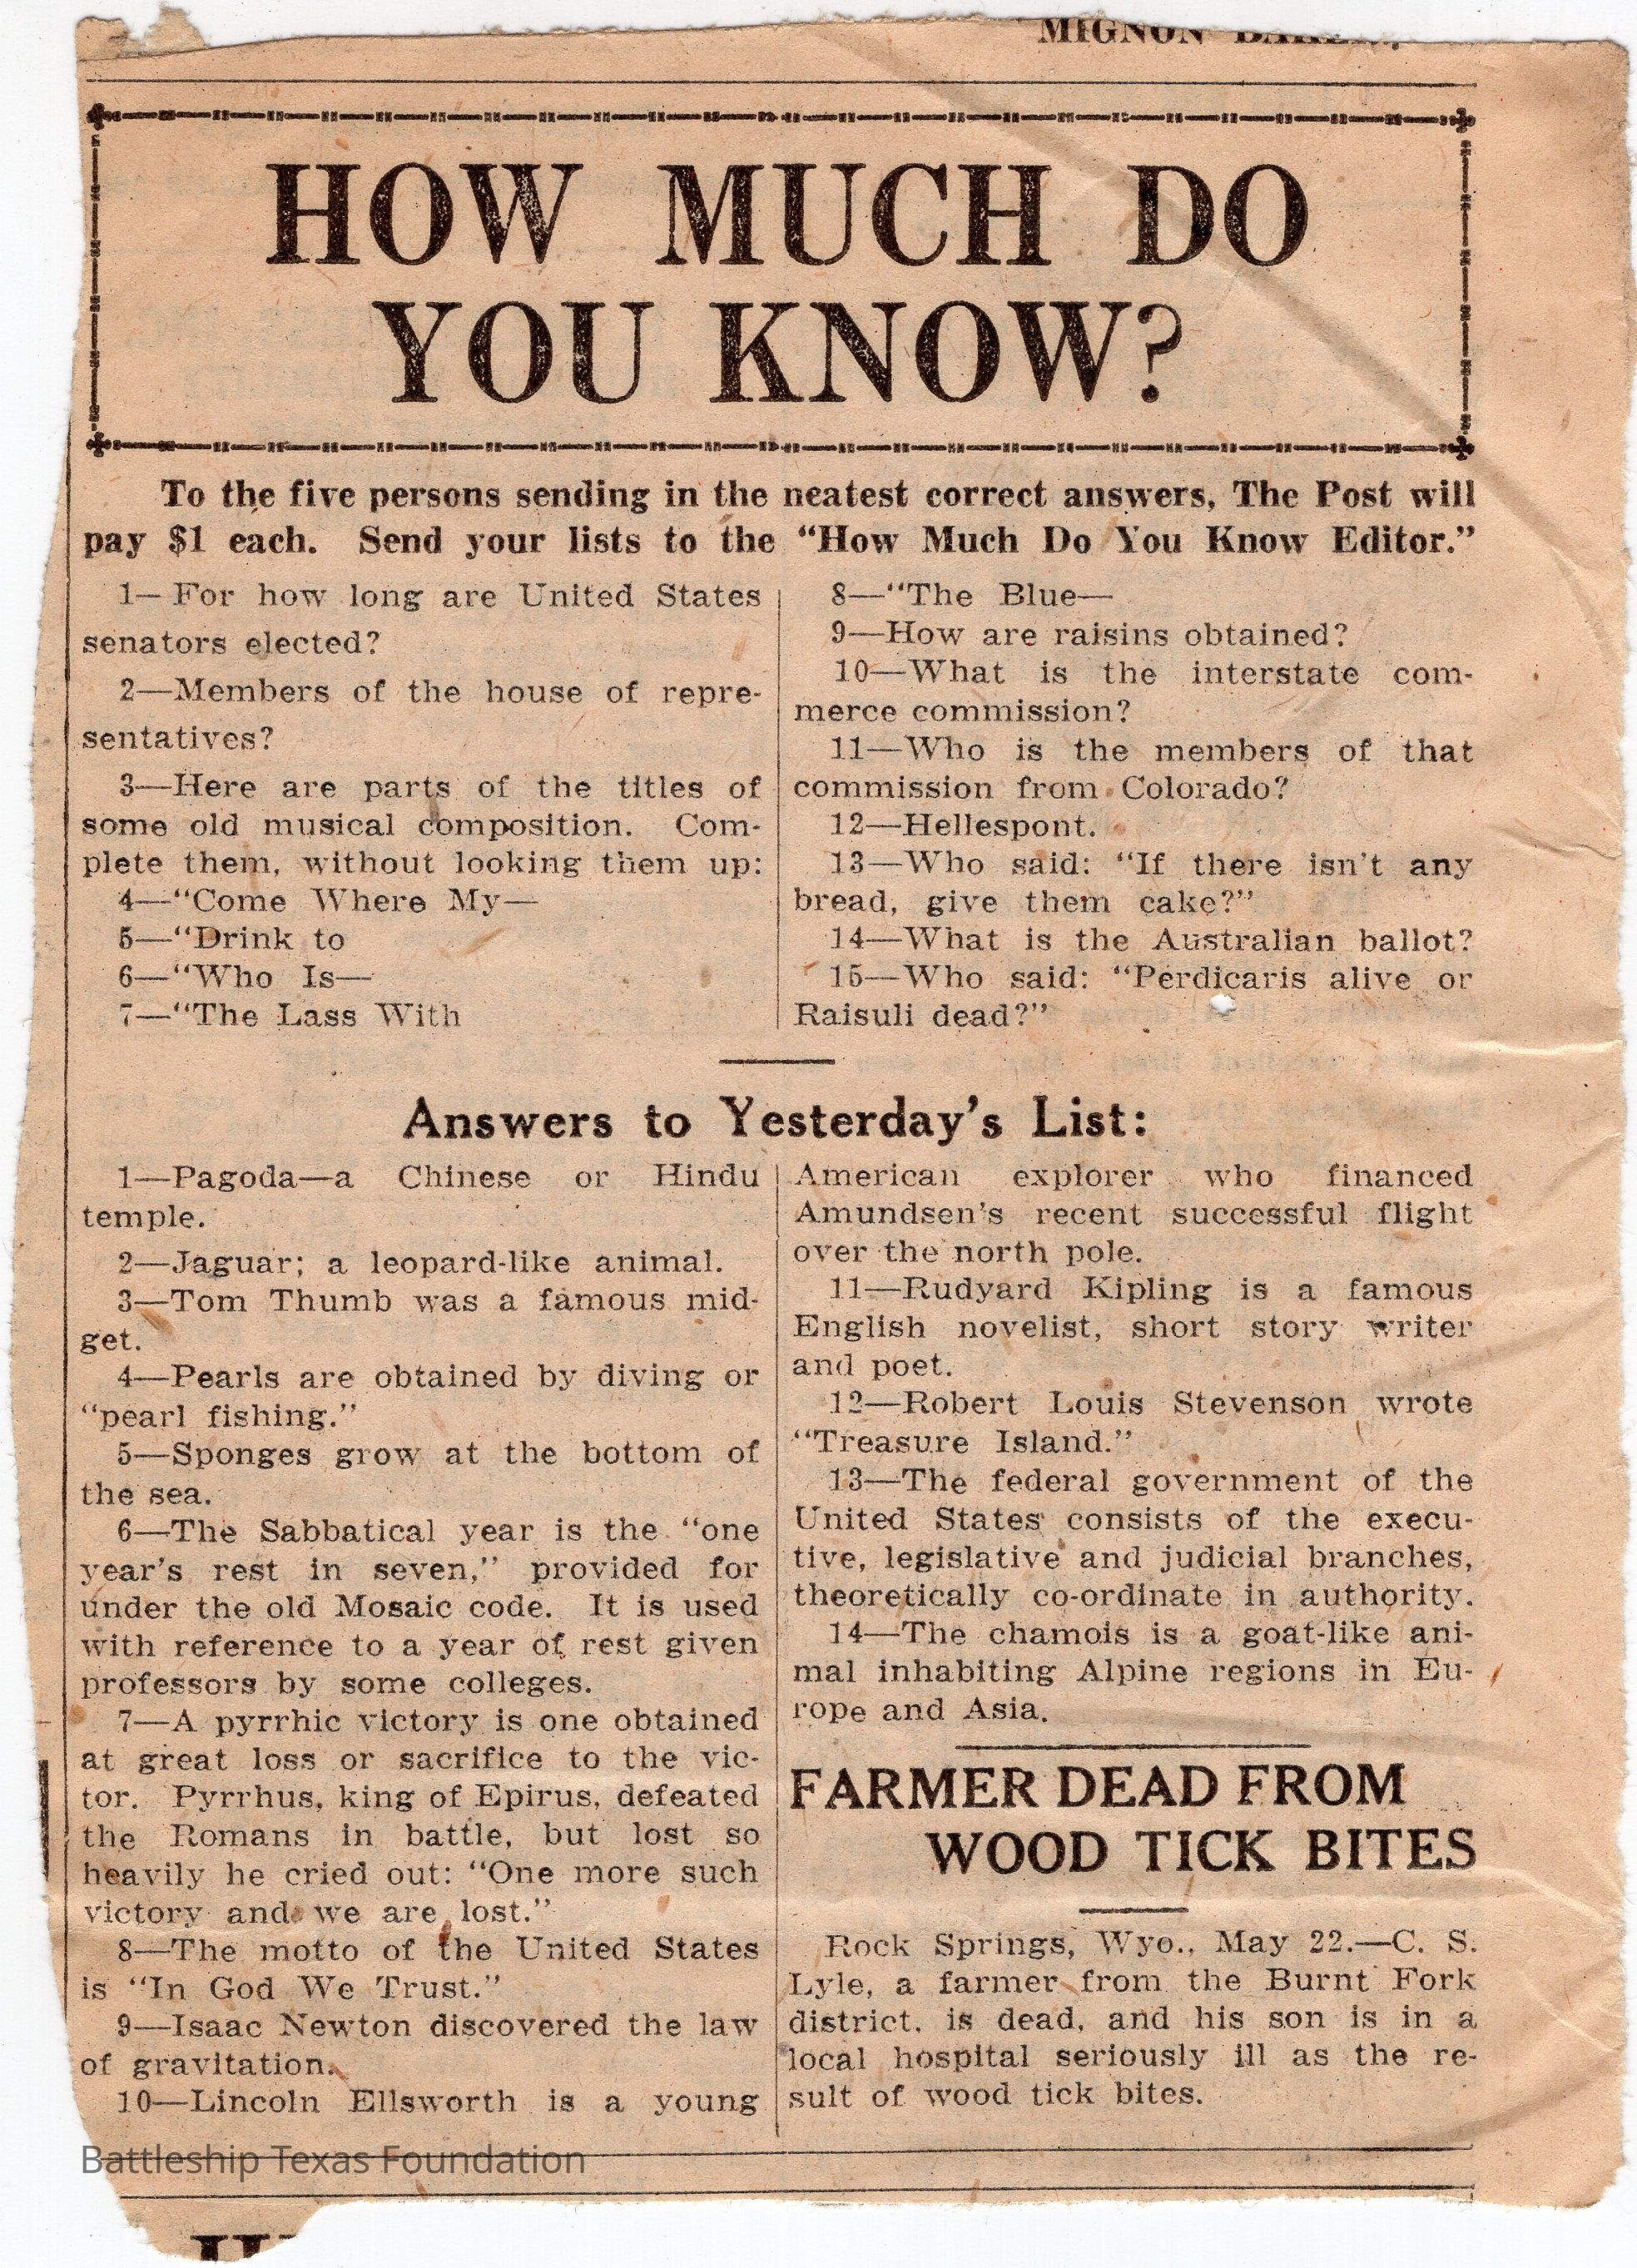 MIGNON
HOW MUCH DO
YOU KNOW?
To the five persons sending in the neatest correct answers, The Post will
pay $1 each. Send your lists to the "How Much Do You Know Editor."
1—For how long are United States
senators elected?
2—Members of the house of repre-
sentatives?
3—Here are parts of the titles of
some old musical composition. Com-
plete them, without looking them up:
4—"Come Where My—
5—"Drink to
6—"Who Is—
7—"The Lass With
8—"The Blue—
9—How are raisins obtained?
10—What is the interstate com-
merce commission?
11—Who is the members of that
commission from Colorado?
12—Hellespont.
13—Who said: "If there isn't any
bread, give them cake?"
14—What is the Australian ballot?
15—Who said: "Perdicaris alive or
Raisuli dead?"
Answers to Yesterday's List:
1—Pagoda—a Chinese or Hindu
temple.
2—Jaguar; a leopard-like animal.
3—Tom Thumb was a famous mid-
get.
4—Pearls are obtained by diving or
"pearl fishing."
5—Sponges grow at the bottom of
the sea.
6—The Sabbatical year is the "one
year's rest in seven," provided for
under the old Mosaic code. It is used
with reference to a year of rest given
professors by some colleges.
7—A pyrrhic victory is one obtained
at great loss or sacrifice to the vic-
tor. Pyrrhus, king of Epirus, defeated
the Romans in battle, but lost so
heavily he cried out: "One more such
victory and we are lost."
8—The motto of the United States
is "In God We Trust."
9—Isaac Newton discovered the law
of gravitation.
10—Lincoln Ellsworth is a young
American explorer who financed
Amundsen's recent successful flight
over the north pole.
11—Rudyard Kipling is a famous
English novelist, short story writer
and poet.
12—Robert Louis Stevenson wrote
"Treasure Island."
13—The federal government of the
United States consists of the execu-
tive, legislative and judicial branches,
theoretically co-ordinate in authority.
14—The chamois is a goat-like ani-
mal inhabiting Alpine regions in Eu-
rope and Asia.
FARMER DEAD FROM
WOOD TICK BITES
Rock Springs, Wyo., May 22.—C. S.
Lyle, a farmer from the Burnt Fork
district, is dead, and his son is in a
local hospital seriously ill as the re-
sult of wood tick bites.
Battleship Texas Foundation